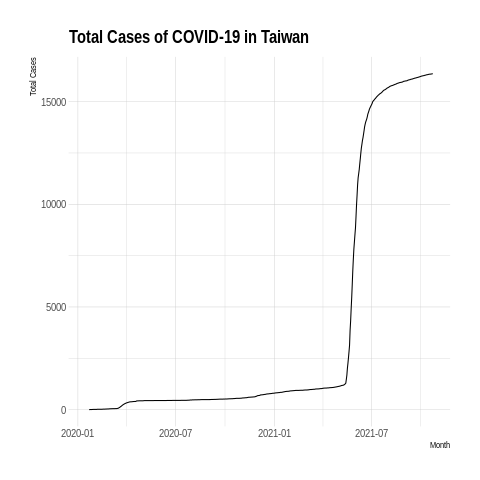 Total Cases of COVID-19 in Taiwan
Total Cases
15000
10000
5000
0
2020-01 2020-07 2021-01 2021-07
Month